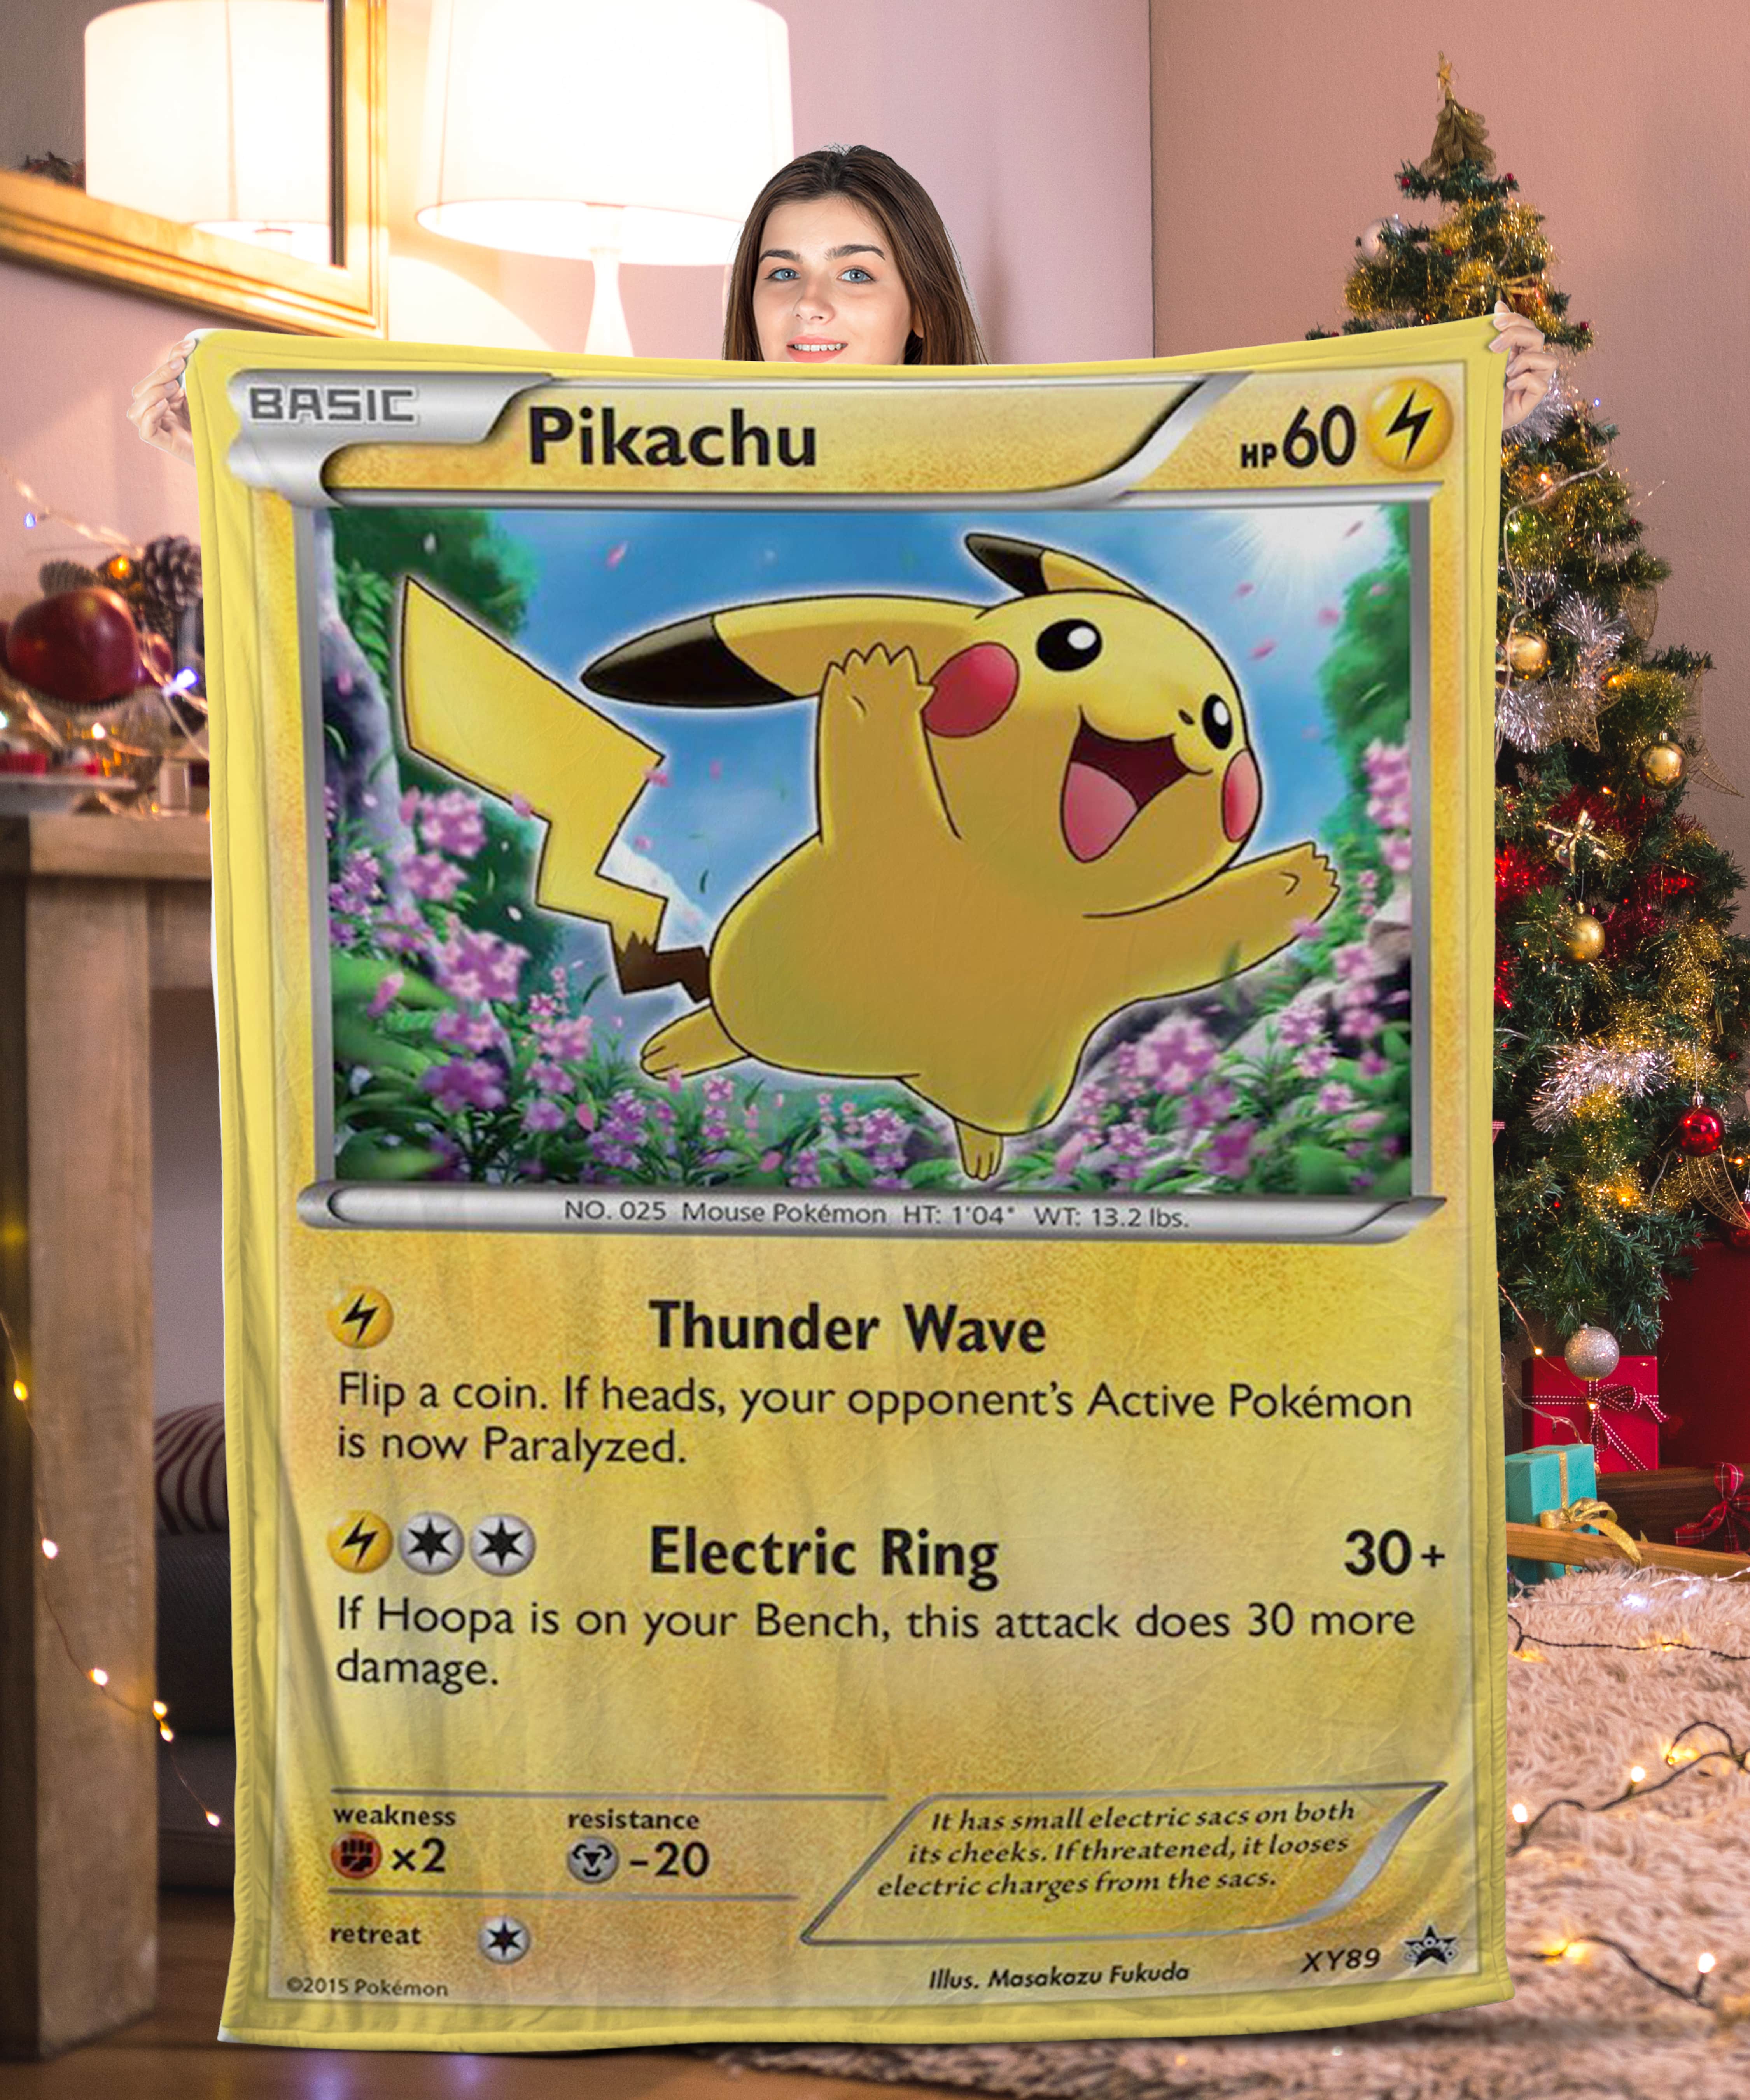 BASIC
Pikachu
HP60
NO. 025 Mouse Pokémon HT: 1'04" WT: 13.2 lbs.
Thunder Wave
Flip a coin. If heads, your opponent's Active Pokémon
is now Paralyzed.
Electric Ring 30+
If Hoopa is on your Bench, this attack does 30 more
damage.
weakness resistance
x2 -20
It has small electric sacs on both
its cheeks. If threatened, it looses
electric charges from the sacs.
retreat
©2015 Pokémon
Illus. Masakazu Fukuda
XY89
PROMO